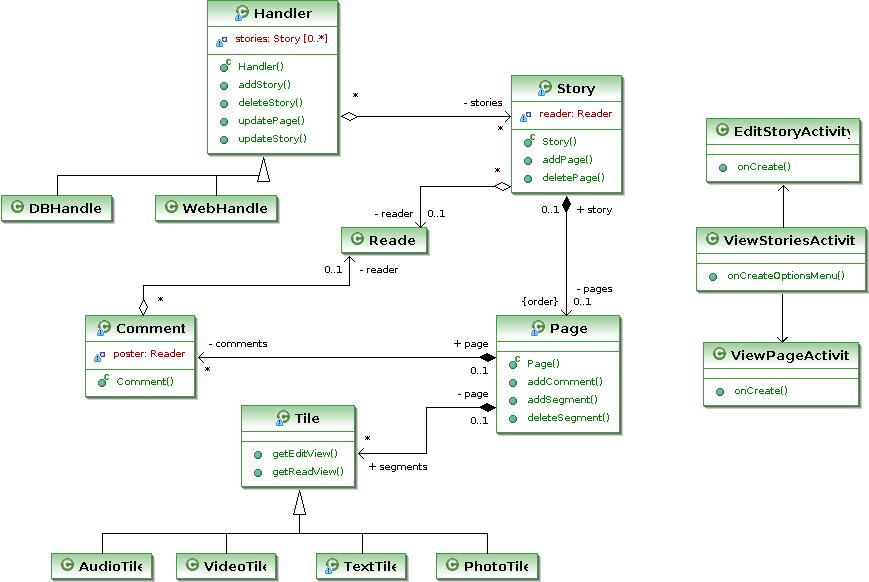 Handler
stories: Story [0..*]
Handler()
addStory()
deleteStory()
updatePage()
updateStory()
*
- stories
*
Story
reader: Reader
Story()
addPage()
deletePage()
EditStoryActivity
onCreate()
DBHandle
WebHandle
*
- reader
0..1
0..1
+ story
Reade
0..1
- reader
ViewStoriesActivit
onCreateOptionsMenu()
*
- pages
{order}
0..1
Comment
poster: Reader
Comment()
- comments
*
+ page
0..1
Page
Page()
addComment()
addSegment()
deleteSegment()
ViewPageActivit
onCreate()
- page
0..1
Tile
getEditView()
getReadView()
*
+ segments
AudioTile
VideoTile
TextTile
PhotoTile